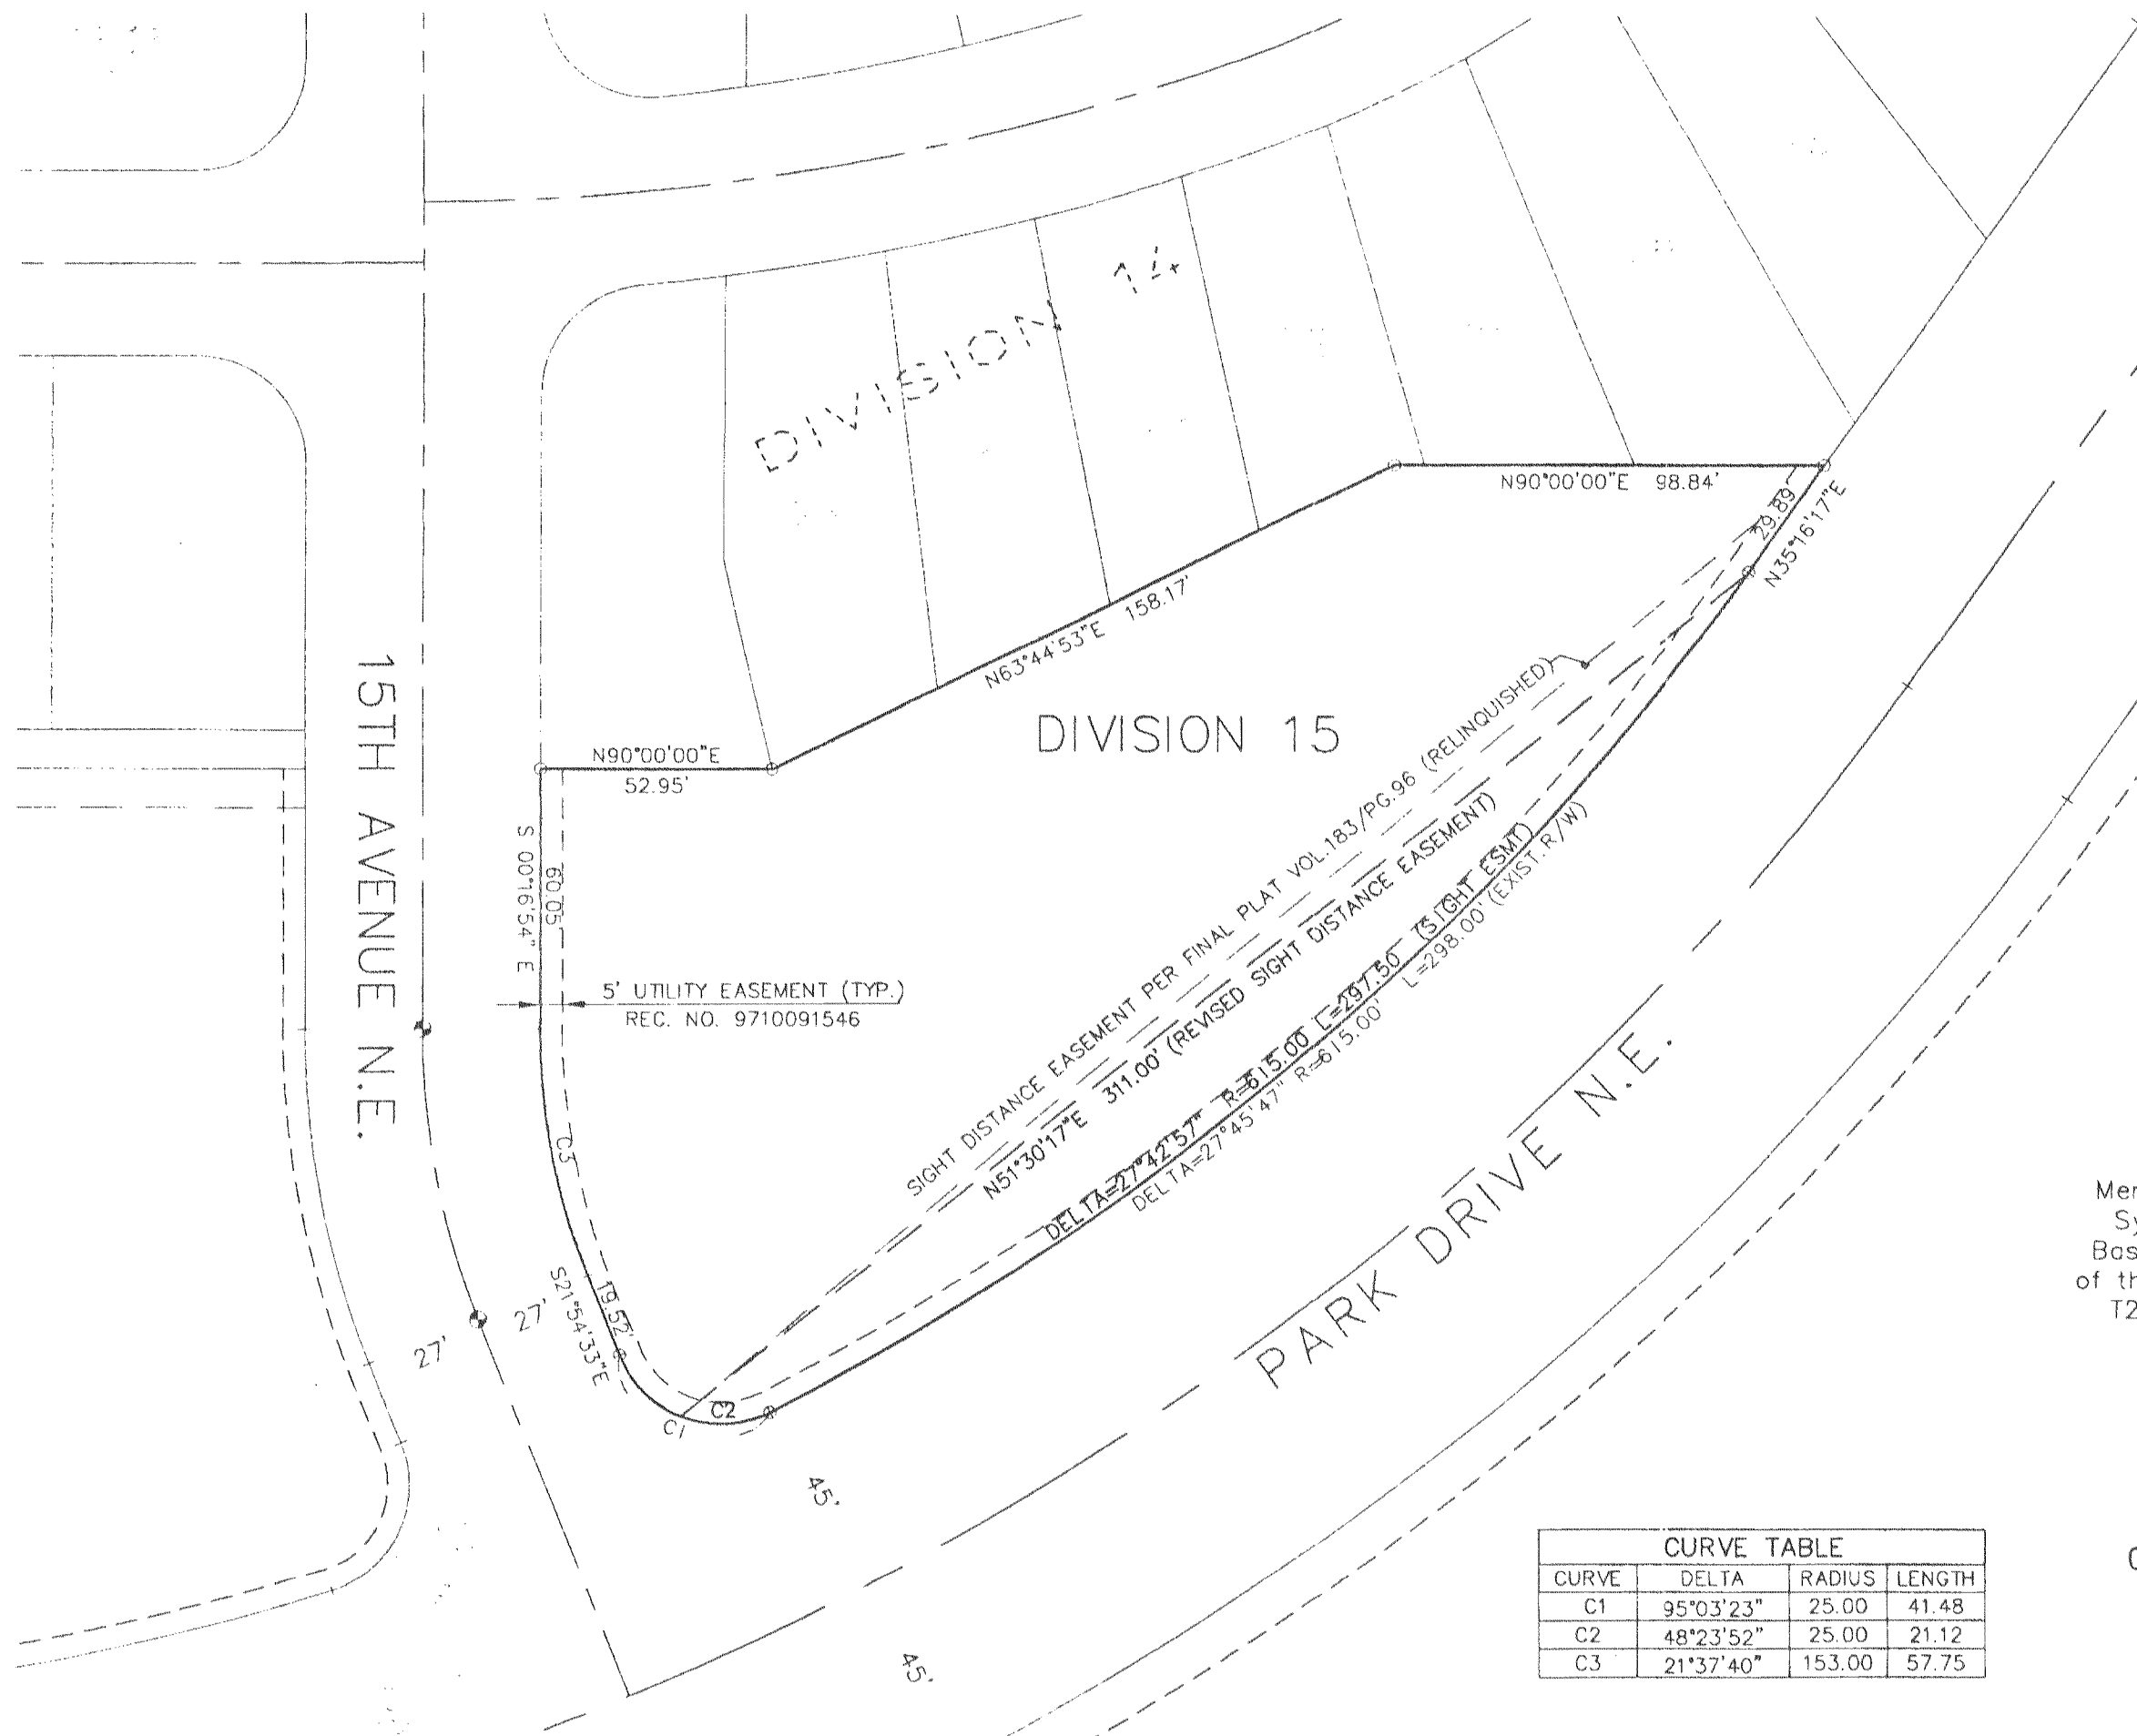 DIVISION 14
N90°00'00"E 98.84'
29.89'
N35°16'17"E
N63°44'53"E 158.17'
DIVISION 15
N90°00'00"E
52.95'
15TH AVENUE N.E.
S 00°16'54" E
60.05
5' UTILITY EASEMENT (TYP.)
REC. NO. 9710091546
SIGHT DISTANCE EASEMENT PER FINAL PLAT VOL.183/PG.96 (RELINQUISHED)
N51°30'17"E 311.00' (REVISED SIGHT DISTANCE EASEMENT)
DELTA=27°42'57" R=615.00 L=297.50 (SIGHT ESMT)
DELTA=27°45'47" R=615.00' L=298.00' (EXIST. R/W)
C3
19.52'
S21°54'33"E
27'
27'
C1
C2
PARK DRIVE N.E.
45'
45'
Mer
Sy
Bas
of th
T2
CURVE TABLE
CURVE DELTA RADIUS LENGTH
C1 95°03'23" 25.00 41.48
C2 48°23'52" 25.00 21.12
C3 21°37'40" 153.00 57.75